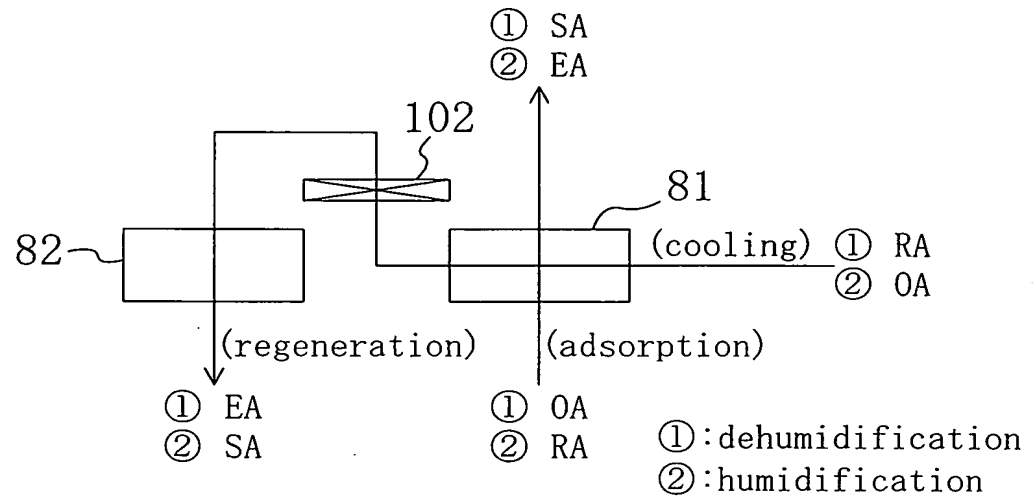 ① SA
② EA
102
81
82
(cooling)
① RA
② OA
(regeneration)
(adsorption)
① EA
② SA
① OA
② RA
①:dehumidification
②:humidification